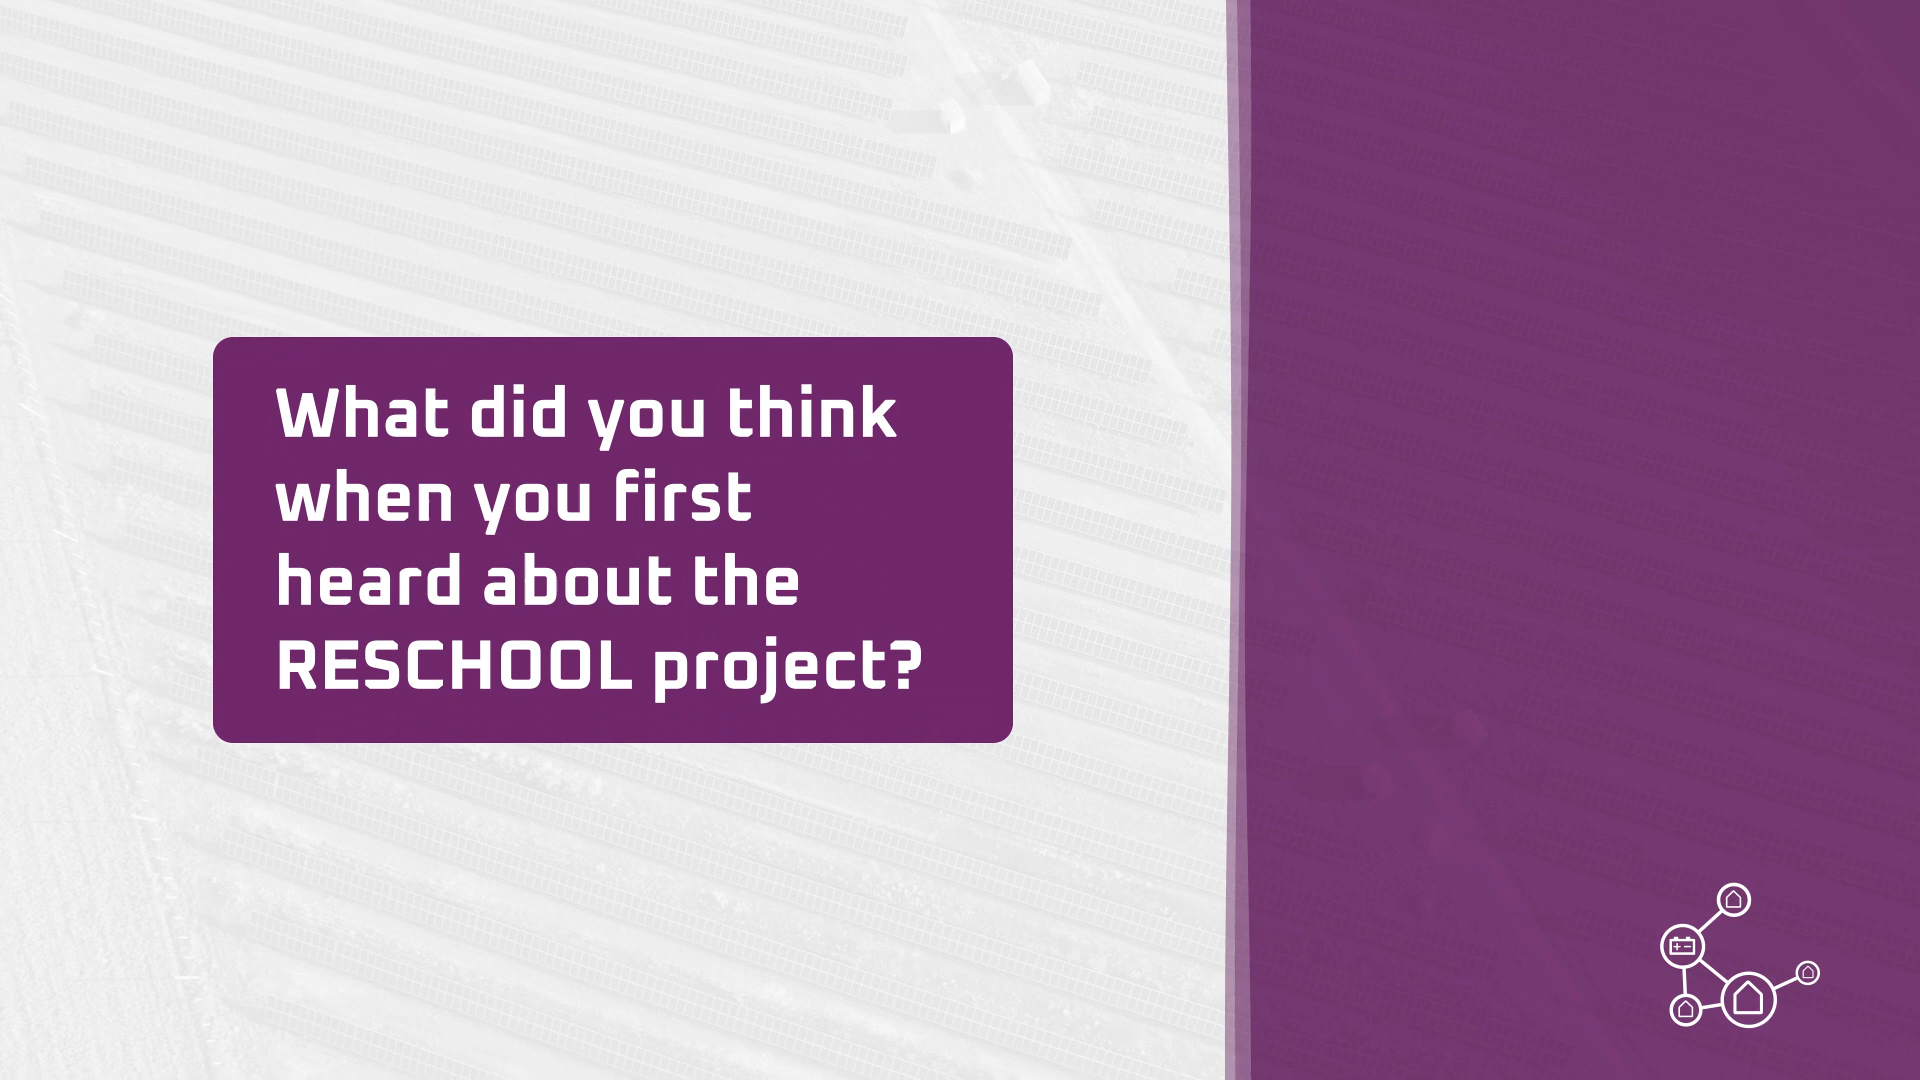 What did you think
when you first
heard about the
RESCHOOL project?